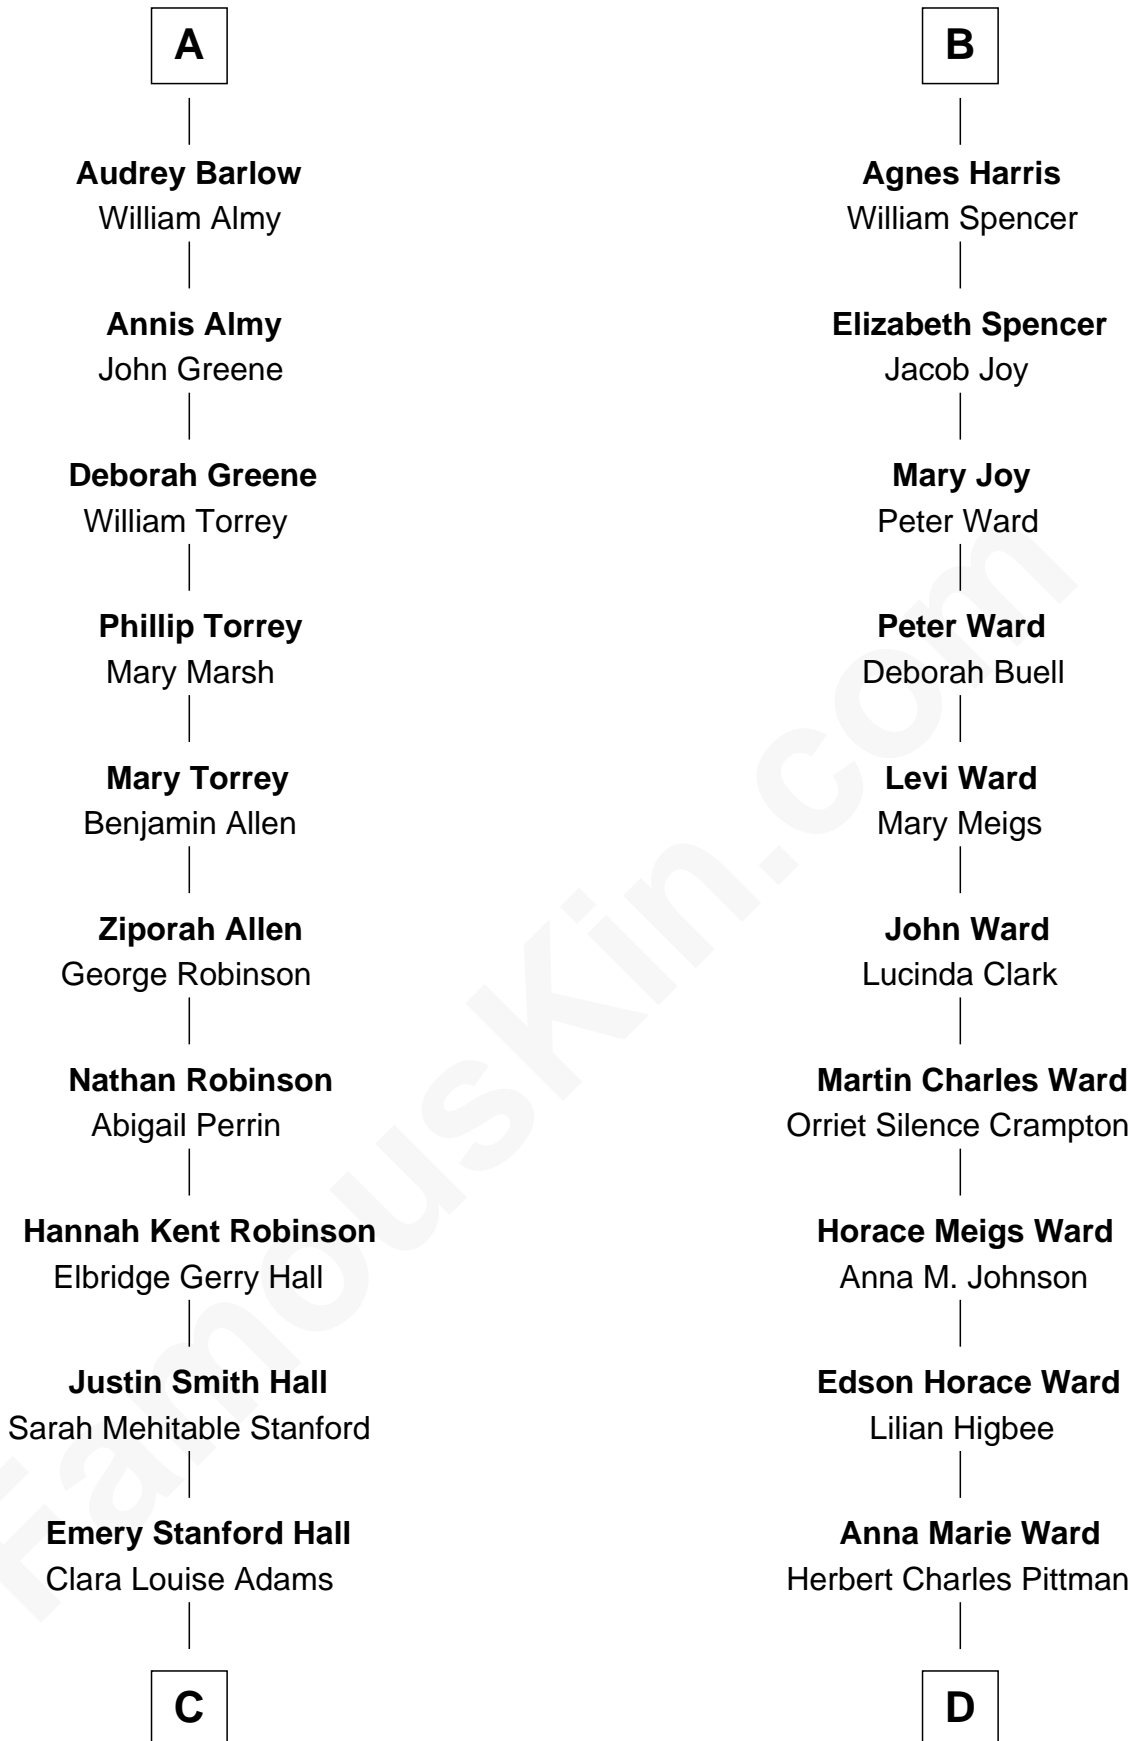 A
Audrey Barlow
William Almy
Annis Almy
John Greene
Deborah Greene
William Torrey
Phillip Torrey
Mary Marsh
Mary Torrey
Benjamin Allen
Ziporah Allen
George Robinson
Nathan Robinson
Abigail Perrin
Hannah Kent Robinson
Elbridge Gerry Hall
Justin Smith Hall
Sarah Mehitable Stanford
Emery Stanford Hall
Clara Louise Adams
C
B
Agnes Harris
William Spencer
Elizabeth Spencer
Jacob Joy
Mary Joy
Peter Ward
Peter Ward
Deborah Buell
Levi Ward
Mary Meigs
John Ward
Lucinda Clark
Martin Charles Ward
Orriet Silence Crampton
Horace Meigs Ward
Anna M. Johnson
Edson Horace Ward
Lilian Higbee
Anna Marie Ward
Herbert Charles Pittman
D
FamousKin.com